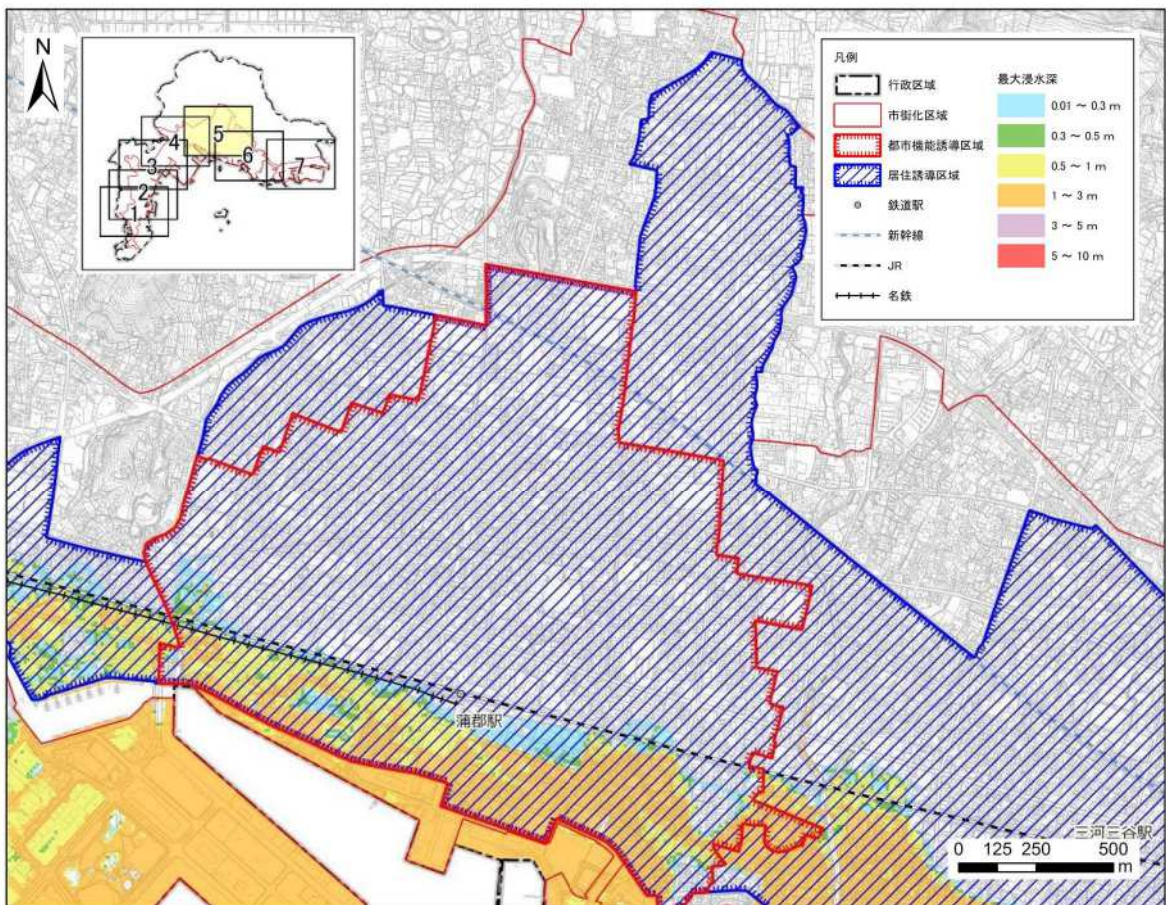 N
4
5
3
6
7
2
1
凡例
行政区域
市街化区域
都市機能誘導区域
居住誘導区域
鉄道駅
新幹線
JR
名鉄
最大浸水深
0.01 ～ 0.3 m
0.3 ～ 0.5 m
0.5 ～ 1 m
1 ～ 3 m
3 ～ 5 m
5 ～ 10 m
蒲郡駅
三河三谷駅
0 125 250 500
m